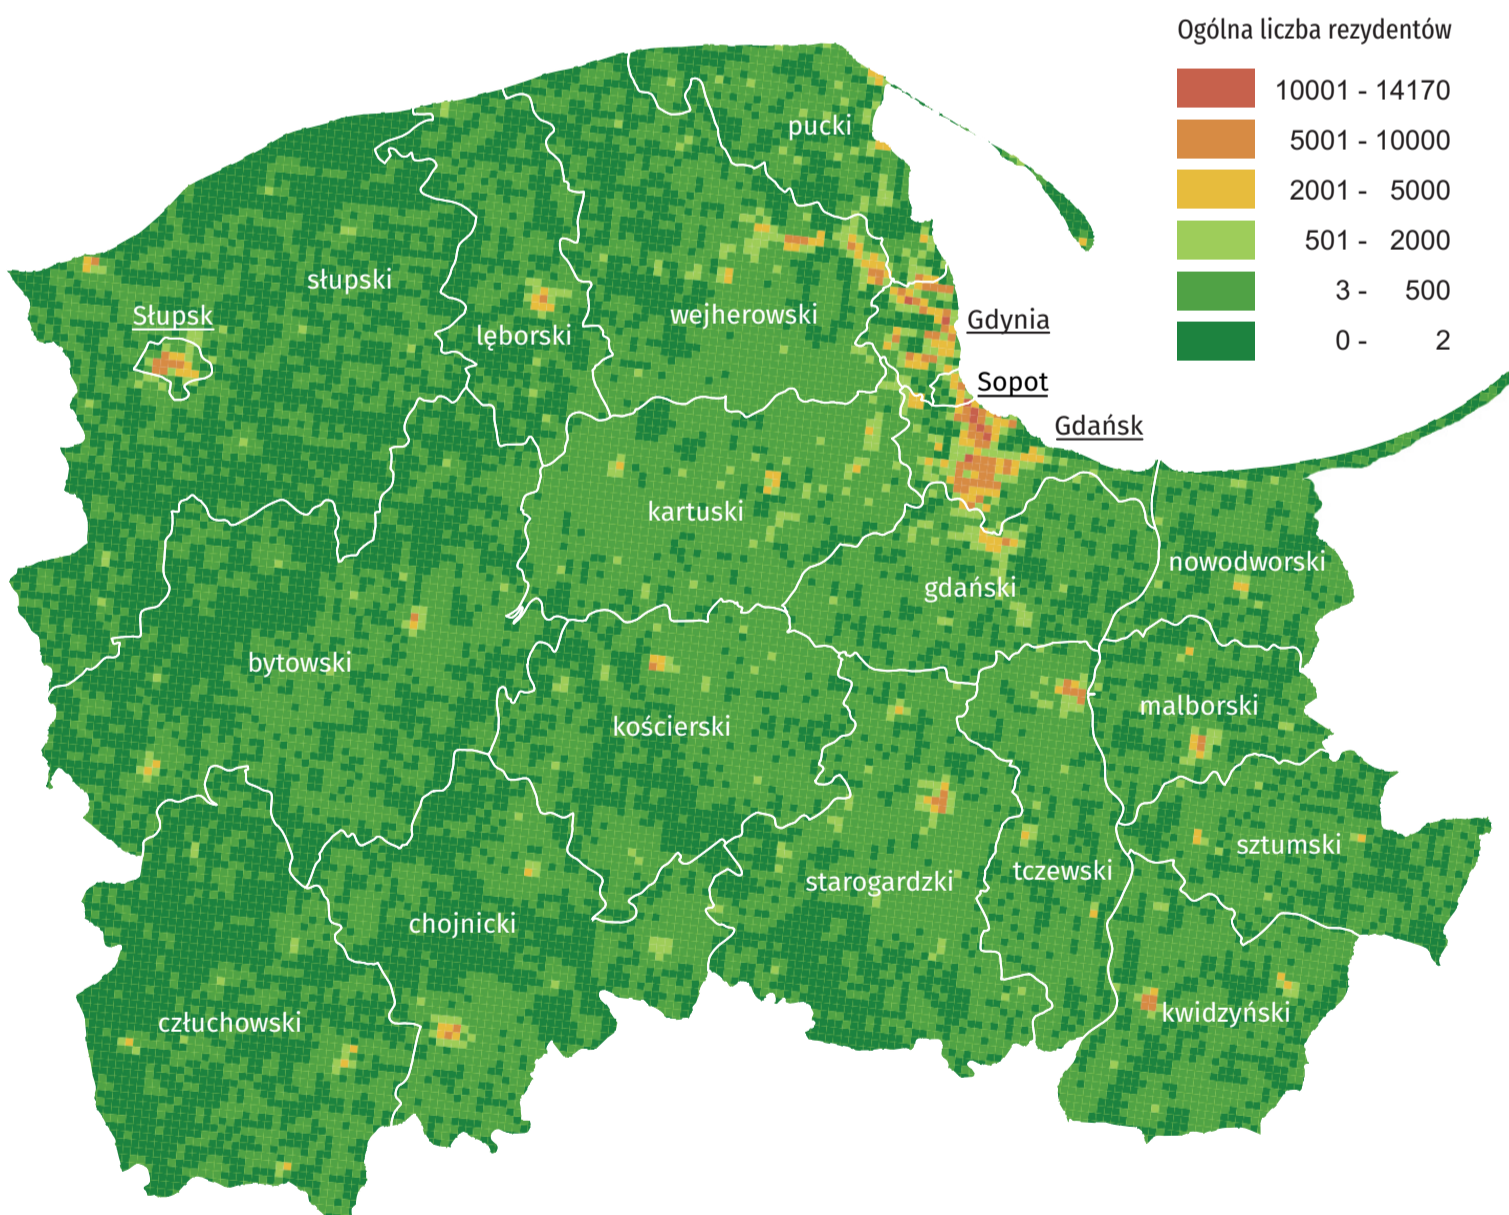 Ogólna liczba rezydentów
10001 - 14170
5001 - 10000
2001 - 5000
501 - 2000
3 - 500
0 - 2
pucki
słupski
Słupsk
lęborski
wejherowski
Gdynia
Sopot
Gdańsk
kartuski
nowodworski
gdański
bytowski
kościerski
malborski
sztumski
starogardzki
tczewski
chojnicki
człuchowski
kwidzyński